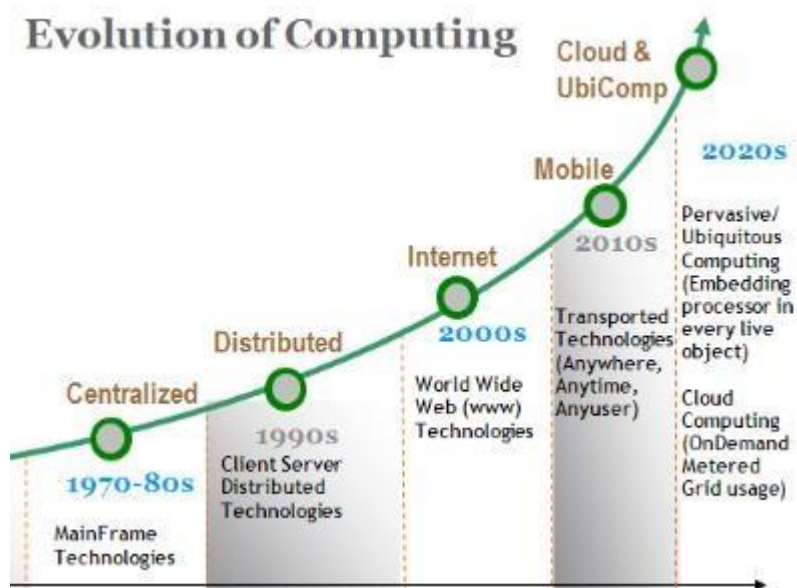 Evolution of Computing
Centralized
1970-80s
MainFrame
Technologies
Distributed
1990s
Client Server
Distributed
Technologies
Internet
2000s
World Wide
Web (www)
Technologies
Mobile
2010s
Transported
Technologies
(Anywhere,
Anytime,
Anyuser)
Cloud &
UbiComp
2020s
Pervasive/
Ubiquitous
Computing
(Embedding
processor in
every live
object)
Cloud
Computing
(OnDemand
Metered
Grid usage)